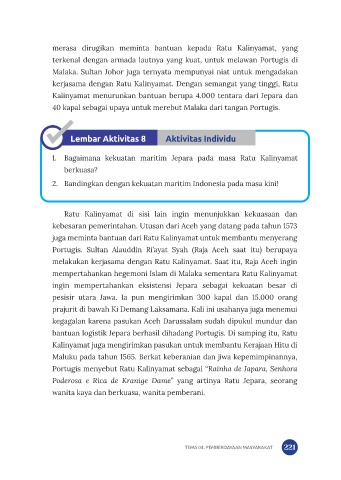 merasa dirugikan meminta bantuan kepada Ratu Kalinyamat, yang
terkenal dengan armada lautnya yang kuat, untuk melawan Portugis di
Malaka. Sultan Johor juga ternyata mempunyai niat untuk mengadakan
kerjasama dengan Ratu Kalinyamat. Dengan semangat yang tinggi, Ratu
Kalinyamat menurunkan bantuan berupa 4.000 tentara dari Jepara dan
40 kapal sebagai upaya untuk merebut Malaka dari tangan Portugis.
Lembar Aktivitas 8 Aktivitas Individu
1. Bagaimana kekuatan maritim Jepara pada masa Ratu Kalinyamat
berkuasa?
2. Bandingkan dengan kekuatan maritim Indonesia pada masa kini!
Ratu Kalinyamat di sisi lain ingin menunjukkan kekuasaan dan
kebesaran pemerintahan. Utusan dari Aceh yang datang pada tahun 1573
juga meminta bantuan dari Ratu Kalinyamat untuk membantu menyerang
Portugis. Sultan Alauddin Ri'ayat Syah (Raja Aceh saat itu) berupaya
melakukan kerjasama dengan Ratu Kalinyamat. Saat itu, Raja Aceh ingin
mempertahankan hegemoni Islam di Malaka sementara Ratu Kalinyamat
ingin mempertahankan eksistensi Jepara sebagai kekuatan besar di
pesisir utara Jawa. Ia pun mengirimkan 300 kapal dan 15.000 orang
prajurit di bawah Ki Demang Laksamana. Kali ini usahanya juga menemui
kegagalan karena pasukan Aceh Darussalam sudah dipukul mundur dan
bantuan logistik Jepara berhasil dihadang Portugis. Di samping itu, Ratu
Kalinyamat juga mengirimkan pasukan untuk membantu Kerajaan Hitu di
Maluku pada tahun 1565. Berkat keberanian dan jiwa kepemimpinannya,
Portugis menyebut Ratu Kalinyamat sebagai “Rainha de Japara, Senhora
Poderosa e Rica de Kranige Dame” yang artinya Ratu Jepara, seorang
wanita kaya dan berkuasa, wanita pemberani.
TEMA 04: PEMBERDAYAAN MASYARAKAT 221